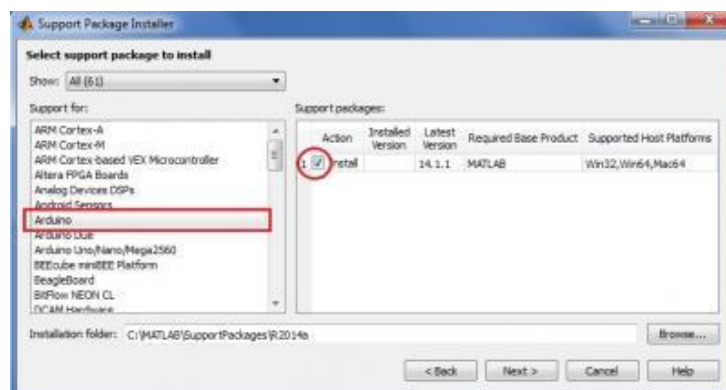 Support Package Installer
Select support package to install
Show: All (61)
Support for:
ARM Cortex-A
ARM Cortex-M
ARM Cortex-based VEX Microcontroller
Altera FPGA Boards
Analog Devices DSPs
Android Sensors
Arduino
Arduino Due
Arduino Uno/Nano/Mega2560
BEEcube miniBEE Platform
BeagleBoard
BitFlow NEON CL
DCAM Hardware
Support packages:
Action Installed Version Latest Version Required Base Product Supported Host Platforms
1 Install 14.1.1 MATLAB Win32,Win64,Mac64
Installation folder: C:\MATLAB\SupportPackages\R2014a
Browse...
< Back Next > Cancel Help